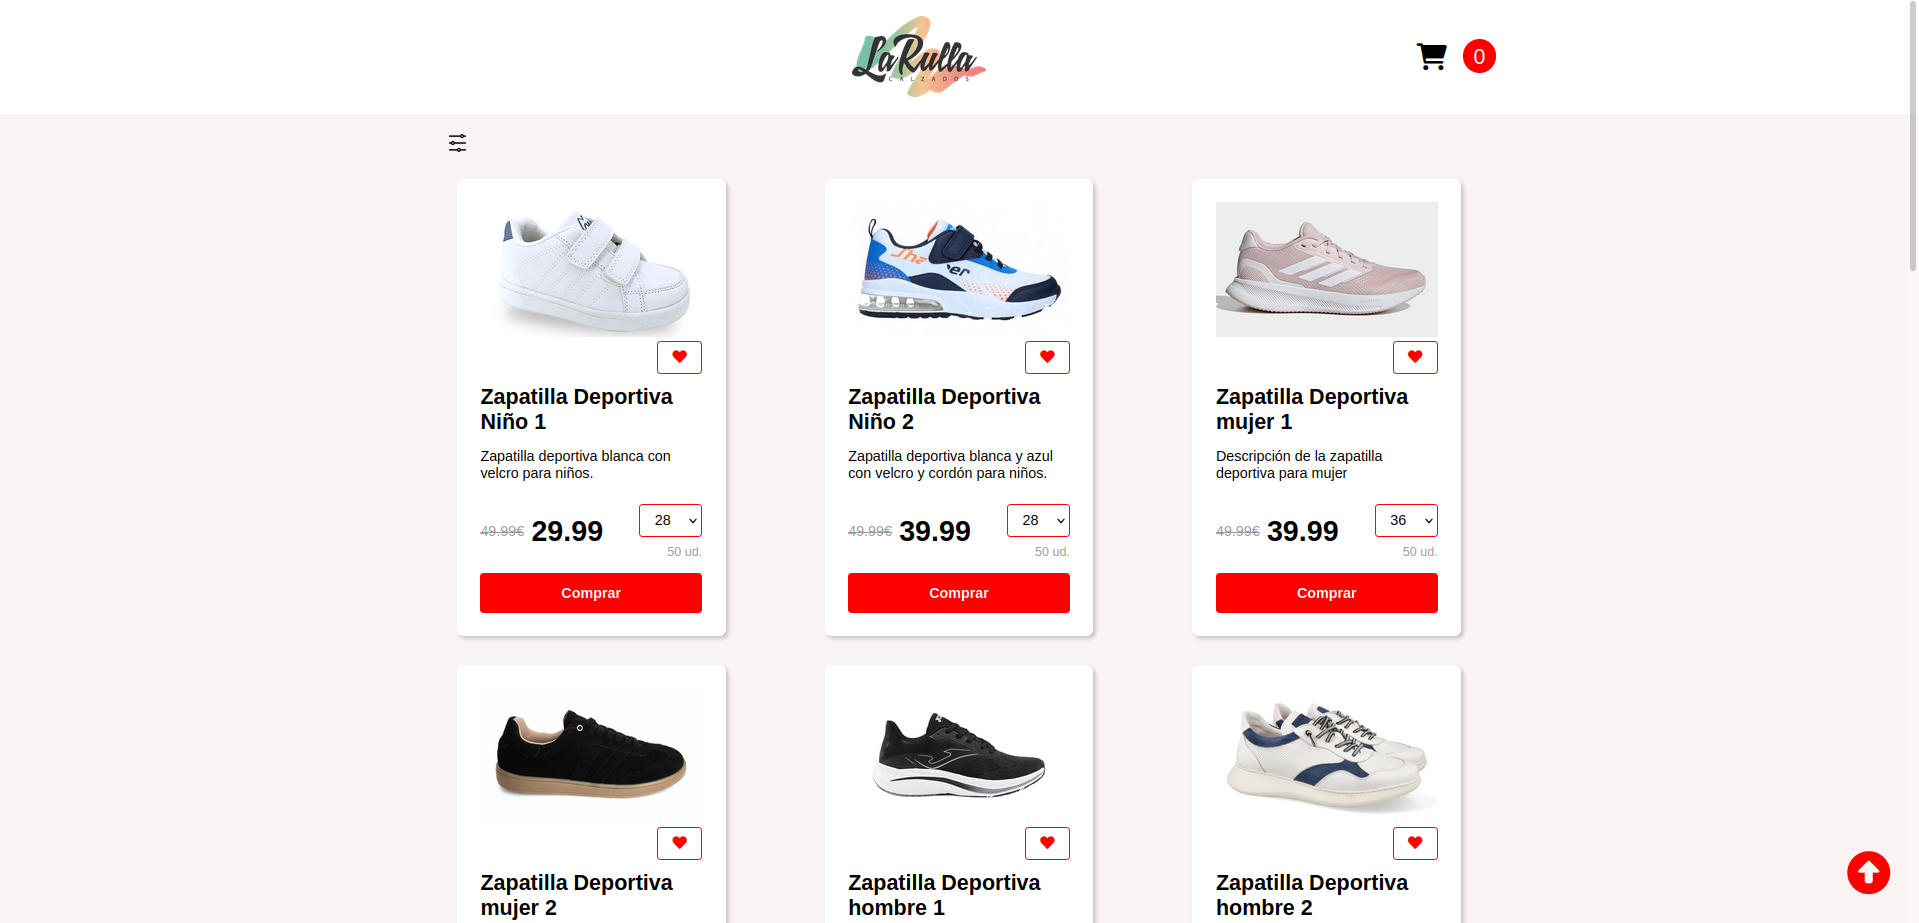 LaRulla
CALZADOS
0
Zapatilla Deportiva
Niño 1
Zapatilla deportiva blanca con
velcro para niños.
49.99€ 29.99
28
50 ud.
Comprar
Zapatilla Deportiva
Niño 2
Zapatilla deportiva blanca y azul
con velcro y cordón para niños.
49.99€ 39.99
28
50 ud.
Comprar
Zapatilla Deportiva
mujer 1
Descripción de la zapatilla
deportiva para mujer
49.99€ 39.99
36
50 ud.
Comprar
Zapatilla Deportiva
mujer 2
Zapatilla Deportiva
hombre 1
Zapatilla Deportiva
hombre 2